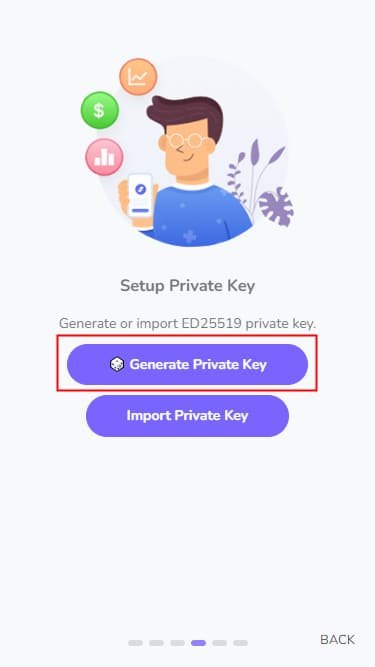 $
Setup Private Key
Generate or import ED25519 private key.
Generate Private Key
Import Private Key
BACK